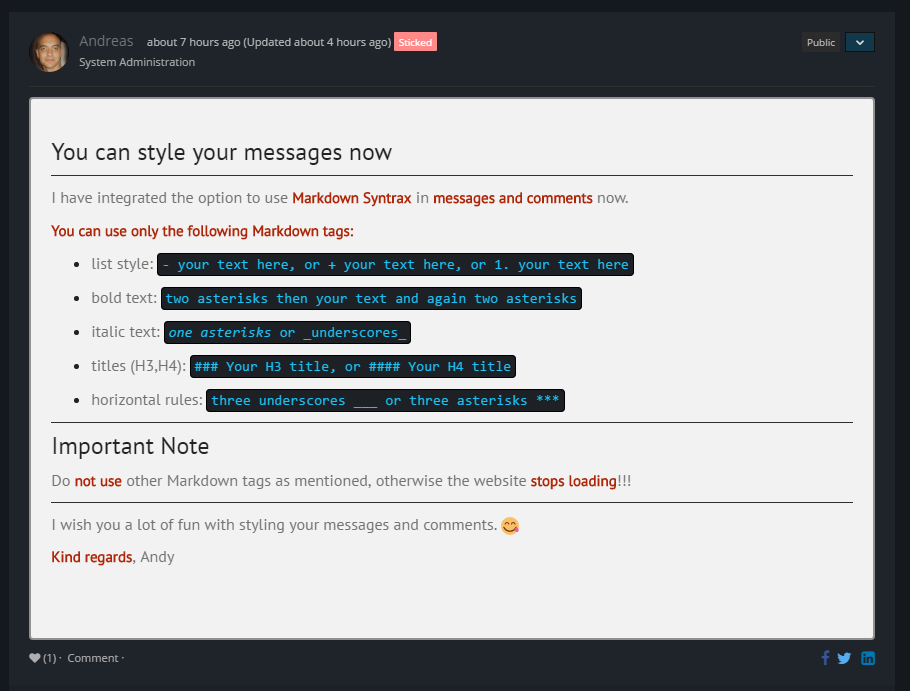 Andreas about 7 hours ago (Updated about 4 hours ago) Sticked Public
System Administration
You can style your messages now
I have integrated the option to use Markdown Syntrax in messages and comments now.
You can use only the following Markdown tags:
• list style: - your text here, or + your text here, or 1. your text here
• bold text: two asterisks then your text and again two asterisks
• italic text: one asterisks or _underscores_
• titles (H3,H4): ### Your H3 title, or #### Your H4 title
• horizontal rules: three underscores ___ or three asterisks ***
Important Note
Do not use other Markdown tags as mentioned, otherwise the website stops loading!!!
I wish you a lot of fun with styling your messages and comments. 😋
Kind regards, Andy
(1) · Comment ·